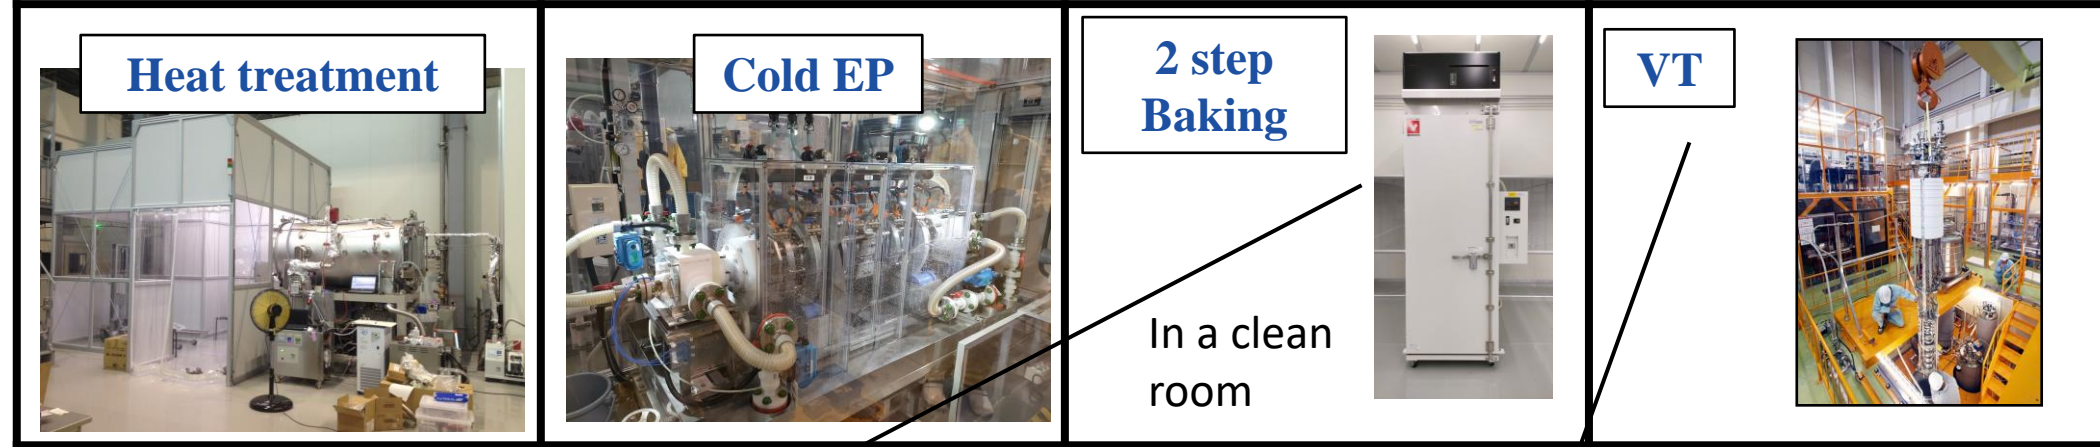 Heat treatment
Cold EP
2 step
Baking
In a clean
room
VT